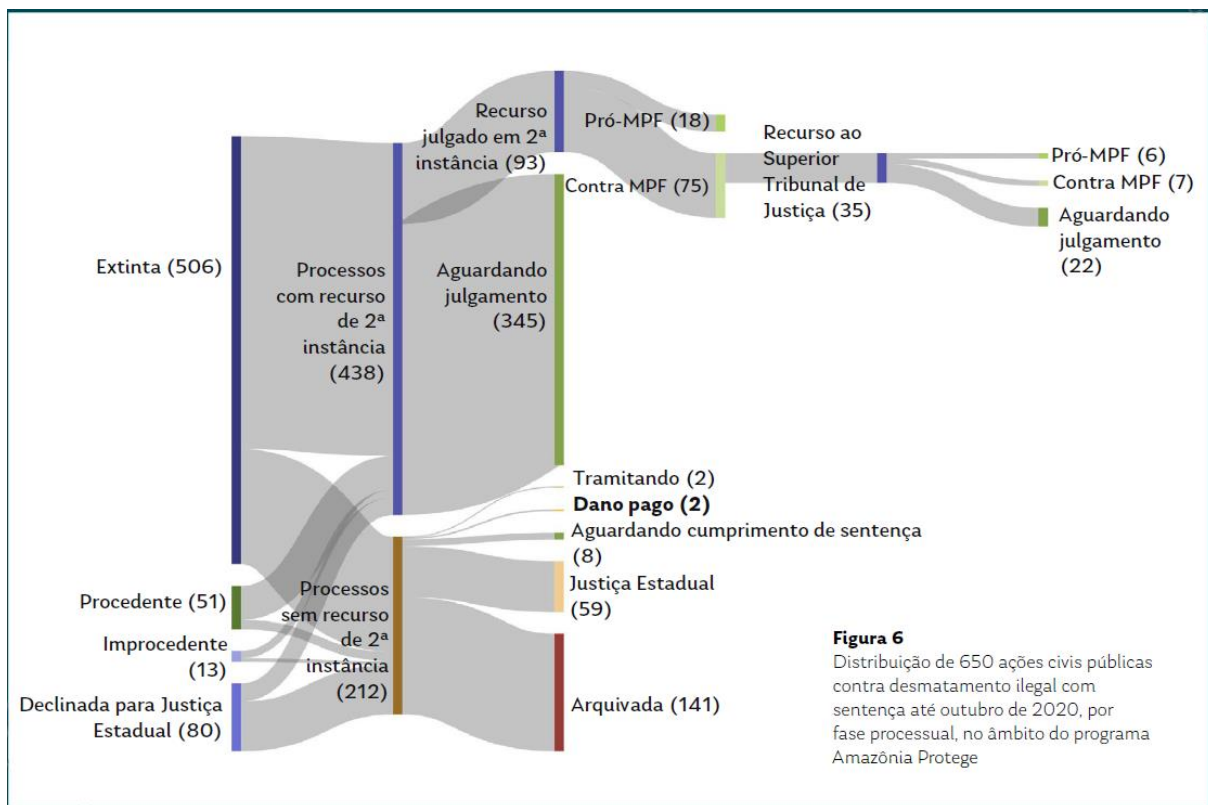 Extinta (506)
Procedente (51)
Improcedente
(13)
Declinada para Justiça
Estadual (80)
Processos
com recurso
de 2ª
instância
(438)
Processos
sem recurso
de 2ª
instância
(212)
Recurso
julgado em 2ª
instância (93)
Aguardando
julgamento
(345)
Tramitando (2)
Dano pago (2)
Aguardando cumprimento de sentença
(8)
Justiça Estadual
(59)
Arquivada (141)
Pró-MPF (18)
Contra MPF (75)
Recurso ao
Superior
Tribunal de
Justiça (35)
Pró-MPF (6)
Contra MPF (7)
Aguardando
julgamento
(22)
Figura 6
Distribuição de 650 ações civis públicas
contra desmatamento ilegal com
sentença até outubro de 2020, por
fase processual, no âmbito do programa
Amazônia Protege